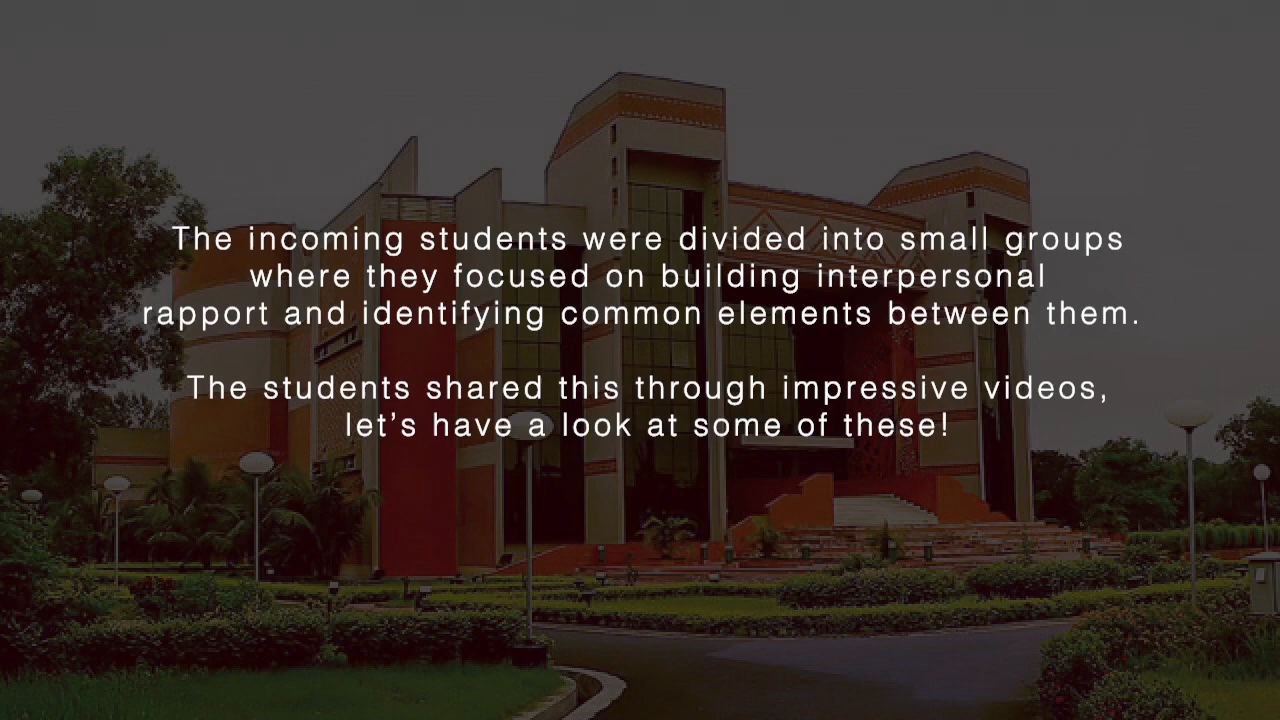 The incoming students were divided into small groups
where they focused on building interpersonal
rapport and identifying common elements between them.
The students shared this through impressive videos,
let’s have a look at some of these!